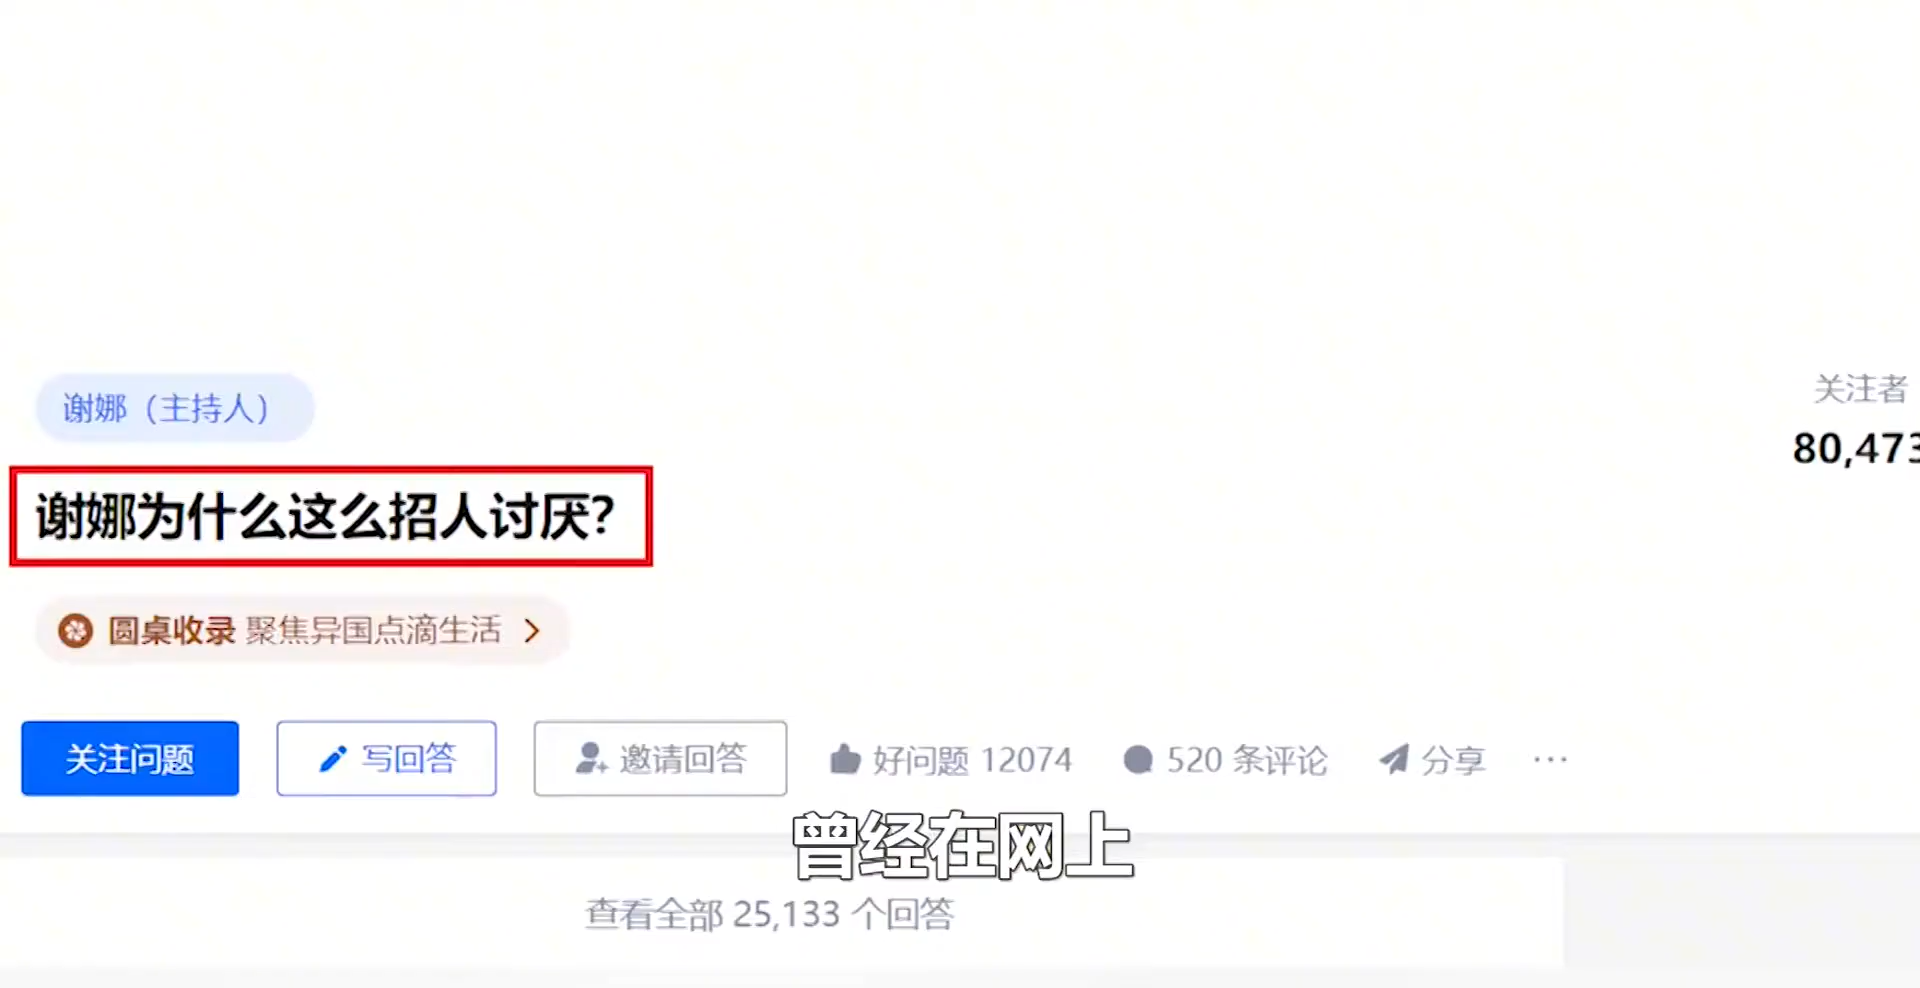 谢娜（主持人）
关注者
80,473
谢娜为什么这么招人讨厌？
圆桌收录 聚焦异国点滴生活
关注问题 写回答 邀请回答 好问题 12074 520 条评论 分享 ···
曾经在网上
查看全部 25,133 个回答